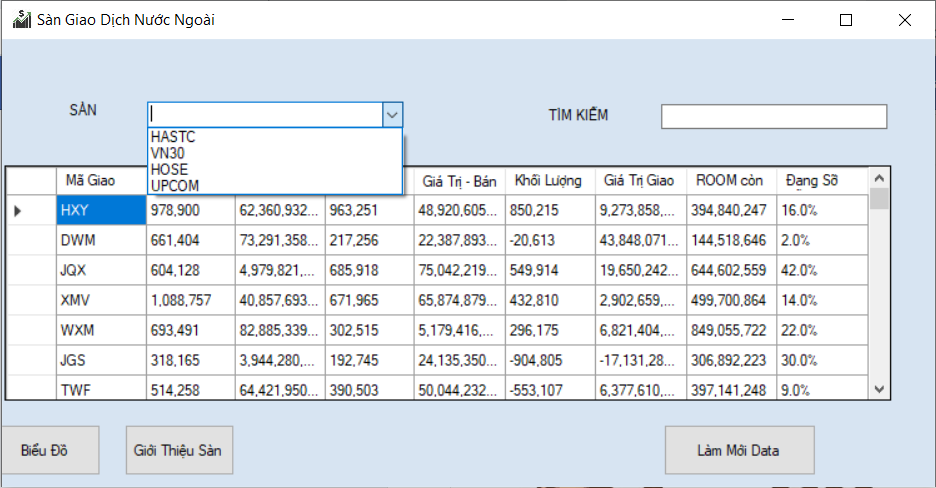 Sàn Giao Dịch Nước Ngoài
SÀN
TÌM KIẾM
HASTC
VN30
HOSE
UPCOM
Mã Giao Giá Trị - Bán Khối Lượng Giá Trị Giao ROOM còn Đang Sỡ
HXY 978,900 62,360,932... 963,251 48,920,605... 850,215 9,273,858,... 394,840,247 16.0%
DWM 661,404 73,291,358... 217,256 22,387,893... -20,613 43,848,071... 144,518,646 2.0%
JQX 604,128 4,979,821,... 685,918 75,042,219... 549,914 19,650,242... 644,602,559 42.0%
XMV 1,088,757 40,857,693... 671,965 65,874,879... 432,810 2,902,659,... 499,700,864 14.0%
WXM 693,491 82,885,339... 302,515 5,179,416,... 296,175 6,821,404,... 849,055,722 22.0%
JGS 318,165 3,944,280,... 192,745 24,135,350... -904,805 -17,131,28... 306,892,223 30.0%
TWF 514,258 64,421,950... 390,503 50,044,232... -553,107 6,377,610,... 397,141,248 9.0%
Biểu Đồ Giới Thiệu Sàn Làm Mới Data